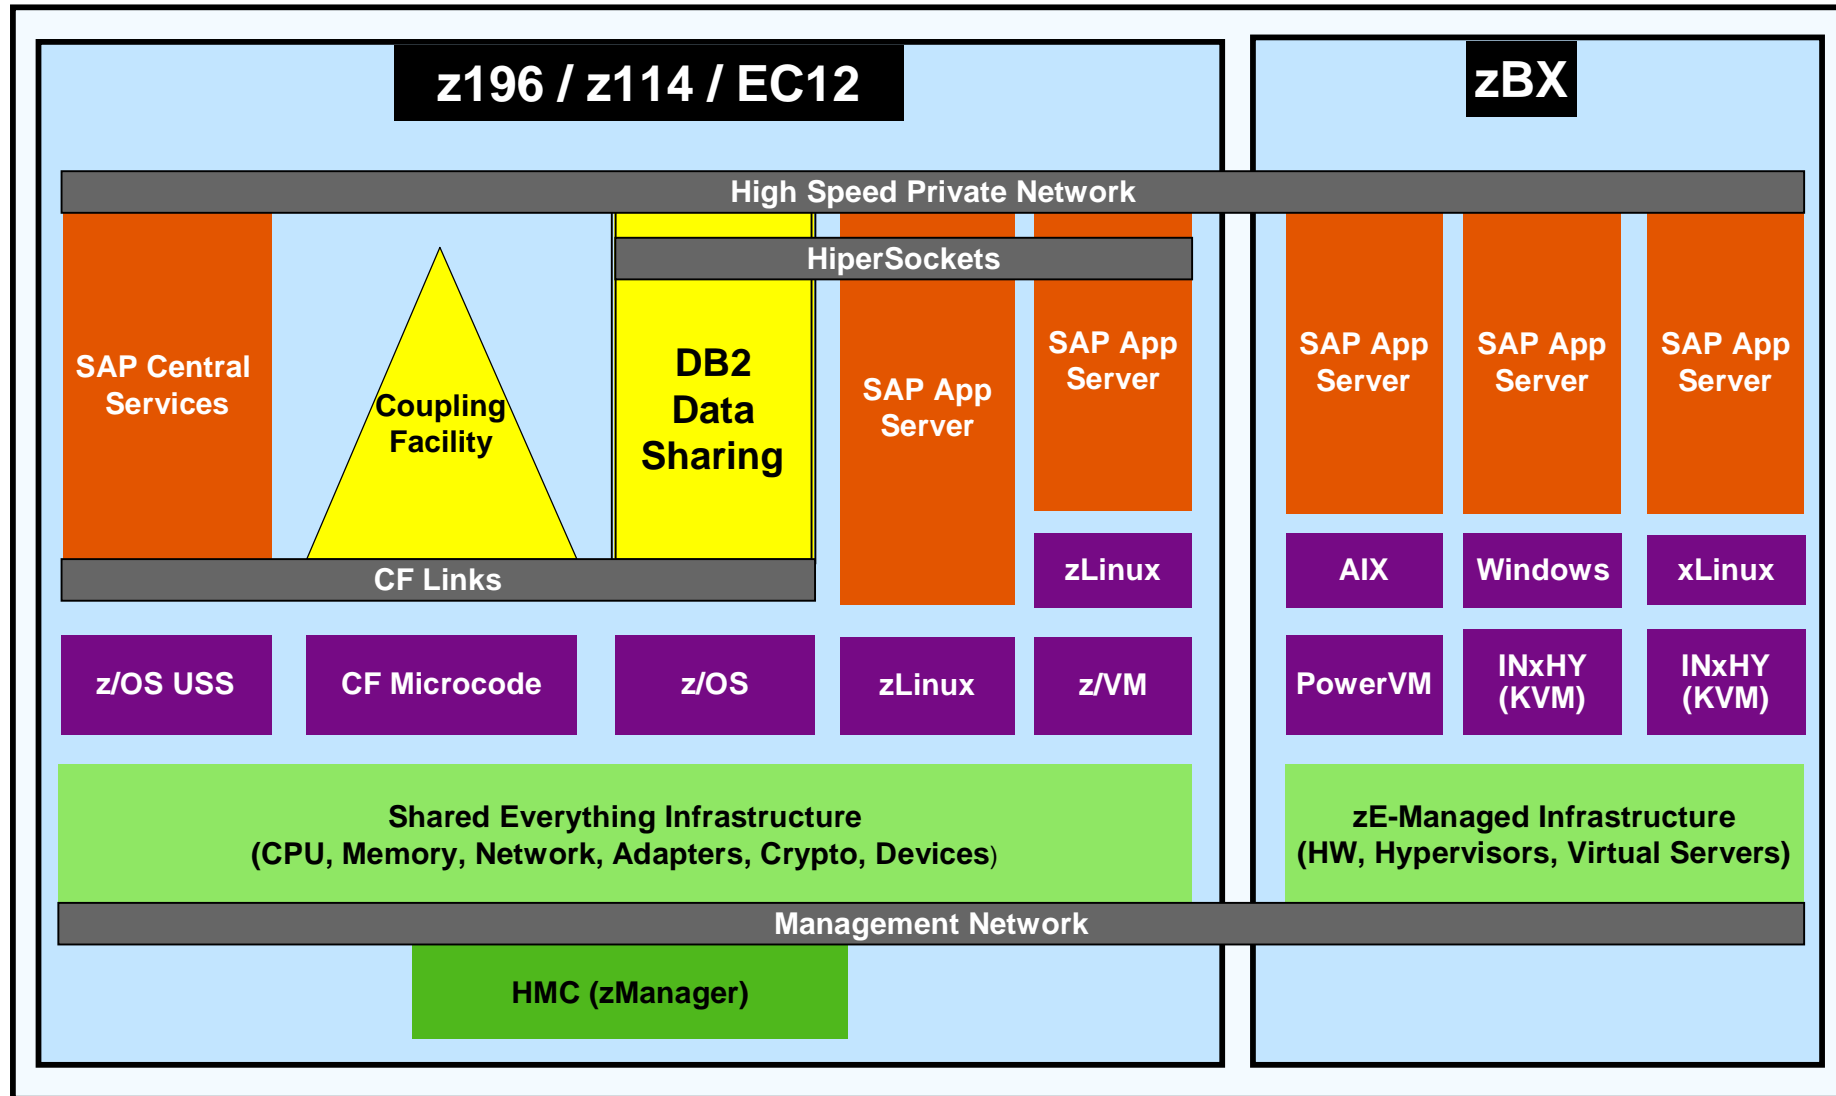 z196 / z114 / EC12
zBX
High Speed Private Network
HiperSockets
SAP Central
Services
Coupling
Facility
DB2
Data
Sharing
SAP App
Server
SAP App
Server
SAP App
Server
SAP App
Server
SAP App
Server
CF Links
zLinux
AIX
Windows
xLinux
z/OS USS
CF Microcode
z/OS
zLinux
z/VM
PowerVM
INxHY
(KVM)
INxHY
(KVM)
Shared Everything Infrastructure
(CPU, Memory, Network, Adapters, Crypto, Devices)
zE-Managed Infrastructure
(HW, Hypervisors, Virtual Servers)
Management Network
HMC (zManager)